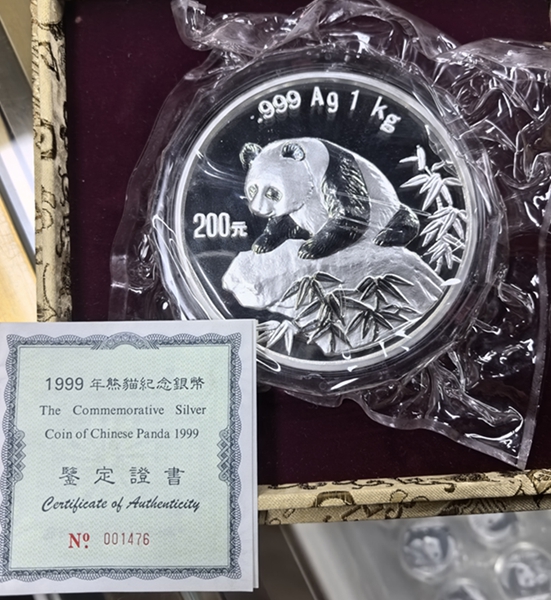 .999 Ag 1 kg
200元
1999 年熊貓紀念銀幣
The Commemorative Silver
Coin of Chinese Panda 1999
鑒定證書
Certificate of Authenticity
Nº 001476